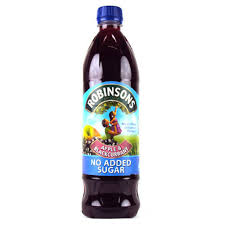 ROBINSONS
APPLE &
BLACKCURRANT
NO ADDED
SUGAR